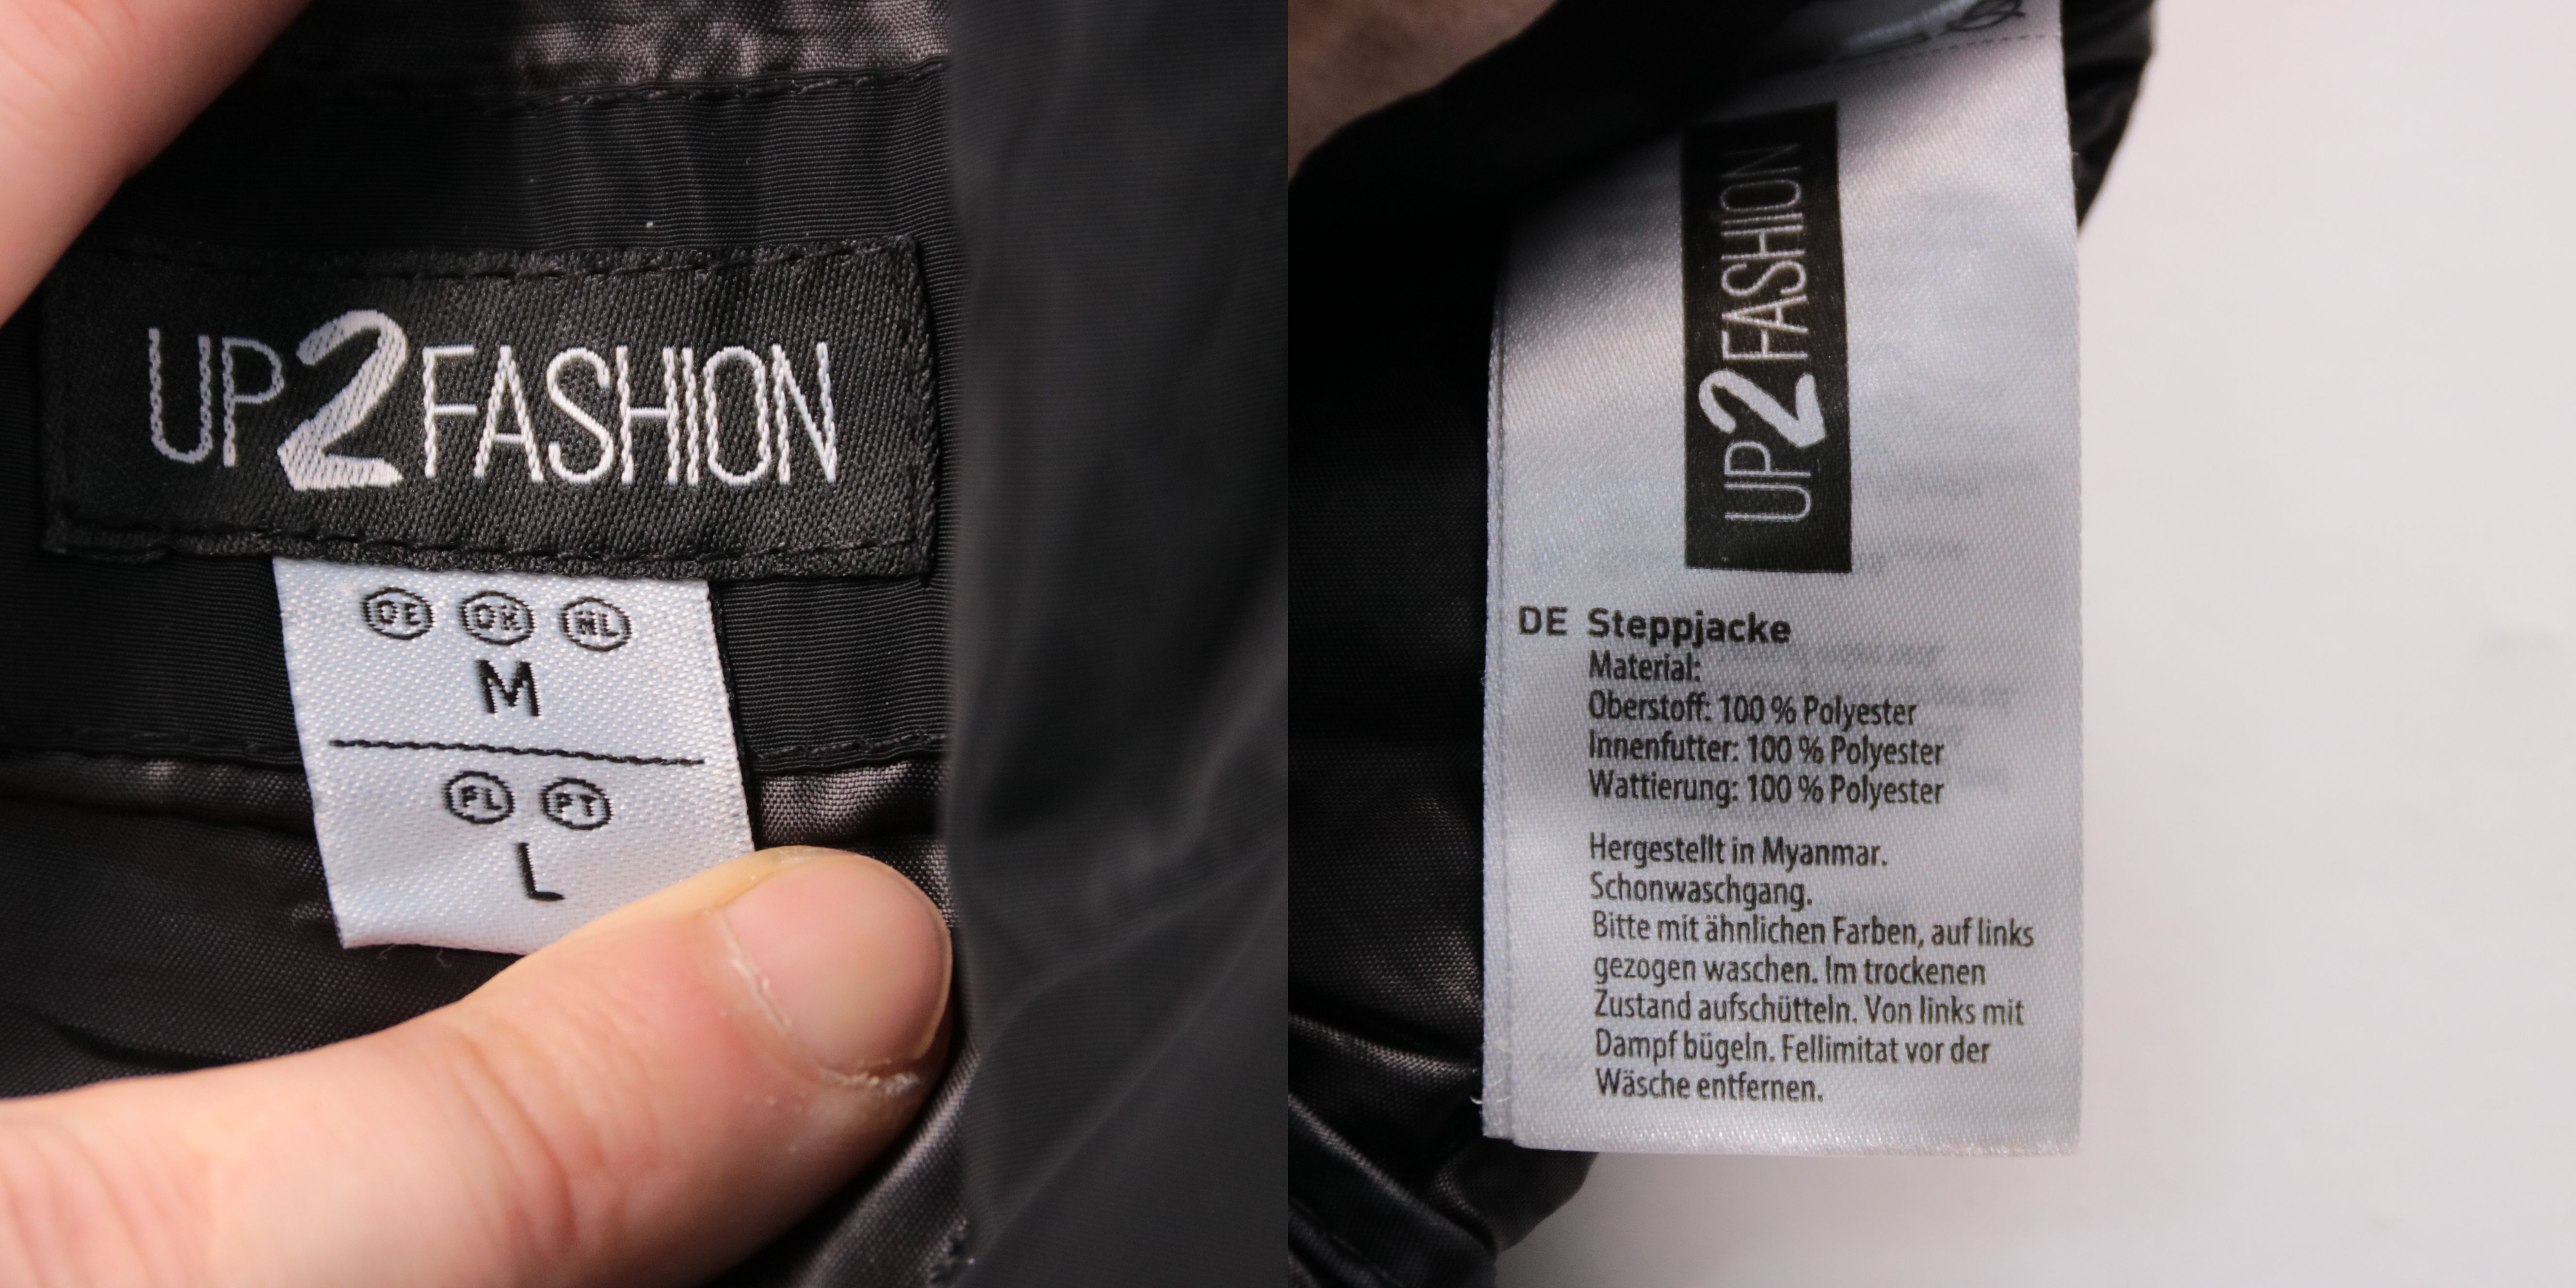 UP2FASHION
DE DK NL
M
PL PT
L
UP2FASHION
DE Steppjacke
Material:
Oberstoff: 100 % Polyester
Innenfutter: 100 % Polyester
Wattierung: 100 % Polyester
Hergestellt in Myanmar.
Schonwaschgang.
Bitte mit ähnlichen Farben, auf links
gezogen waschen. Im trockenen
Zustand aufschütteln. Von links mit
Dampf bügeln. Fellimitat vor der
Wäsche entfernen.